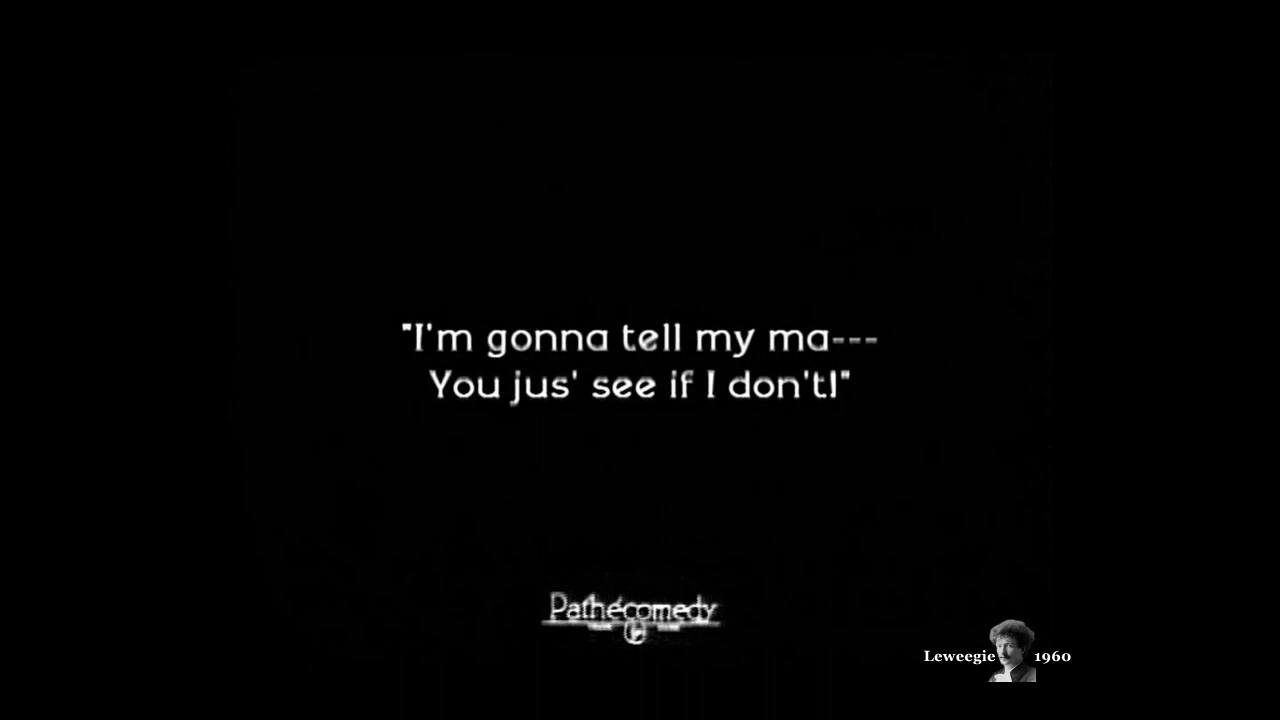 "I'm gonna tell my ma---
You jus' see if I don't!"
Pathécomedy
Leweegie 1960